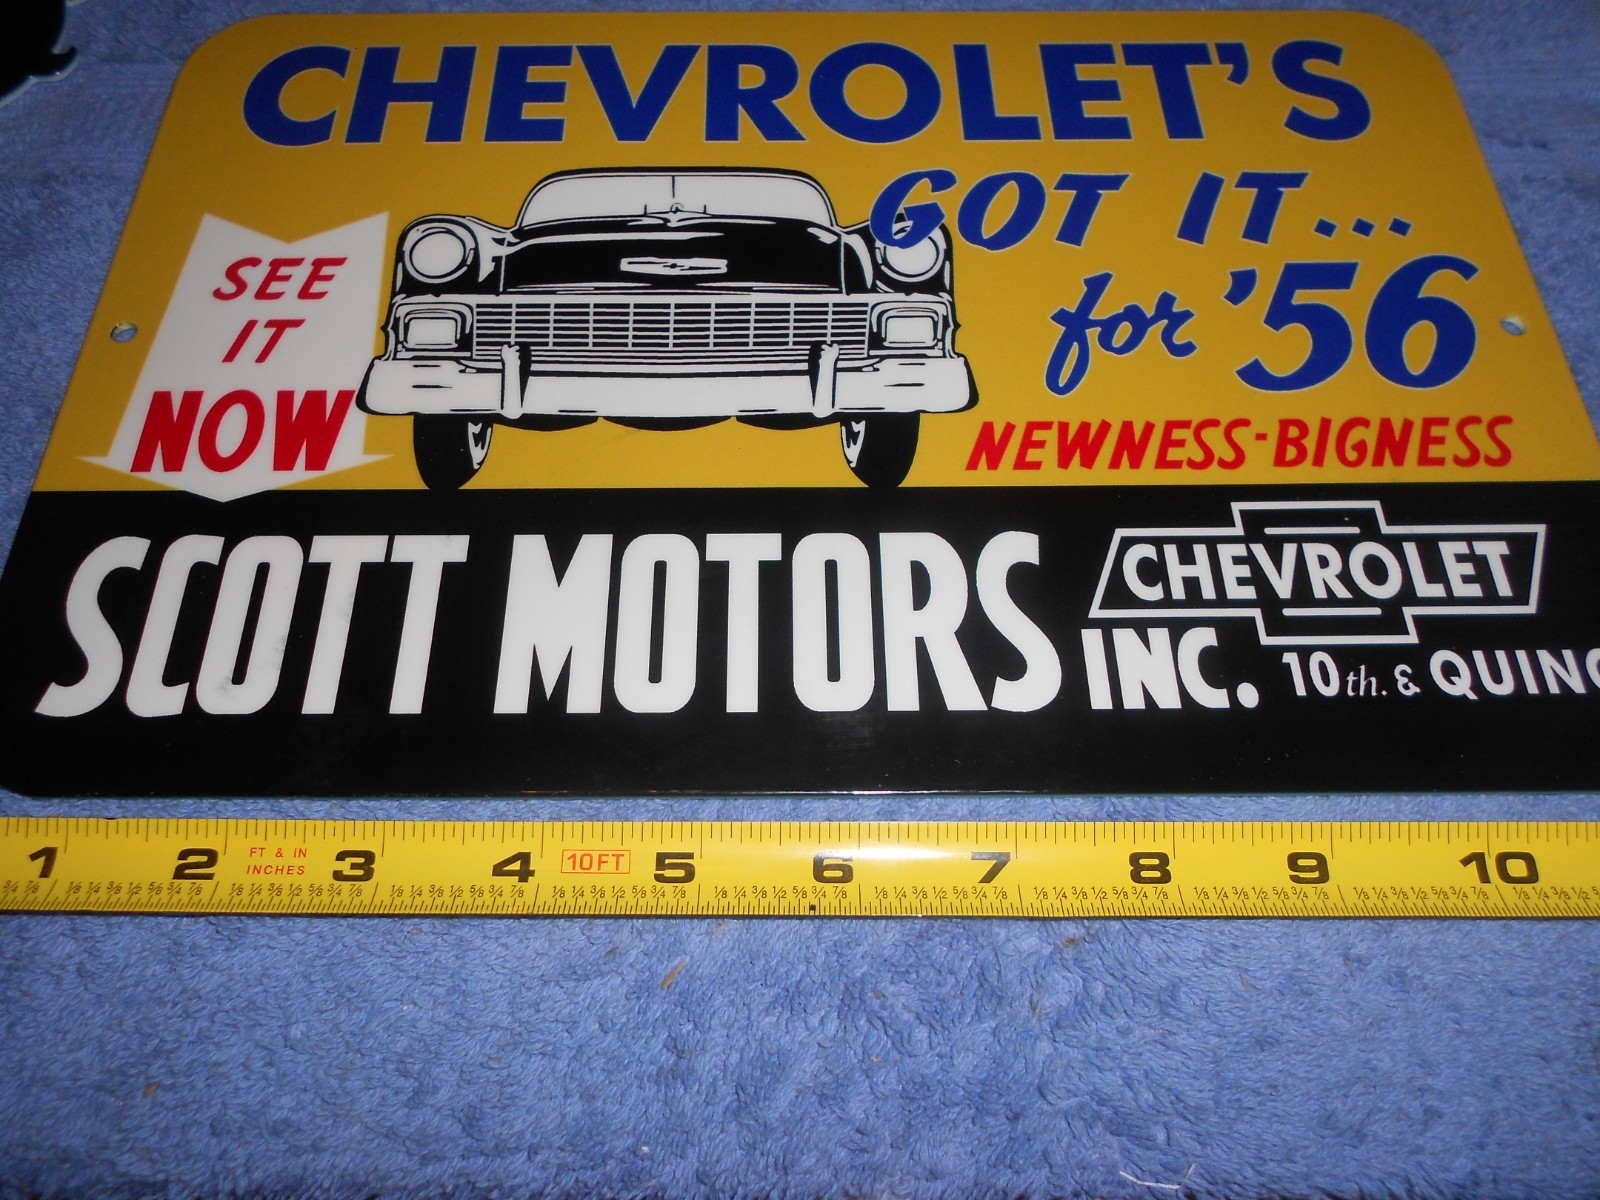 CHEVROLET'S
GOT IT...
for '56
SEE
IT
NOW
NEWNESS-BIGNESS
SCOTT MOTORS INC.
CHEVROLET
10th. & QUINC
1 2 FT & IN 3 4 10FT 5 6 7 8 9 10
INCHES